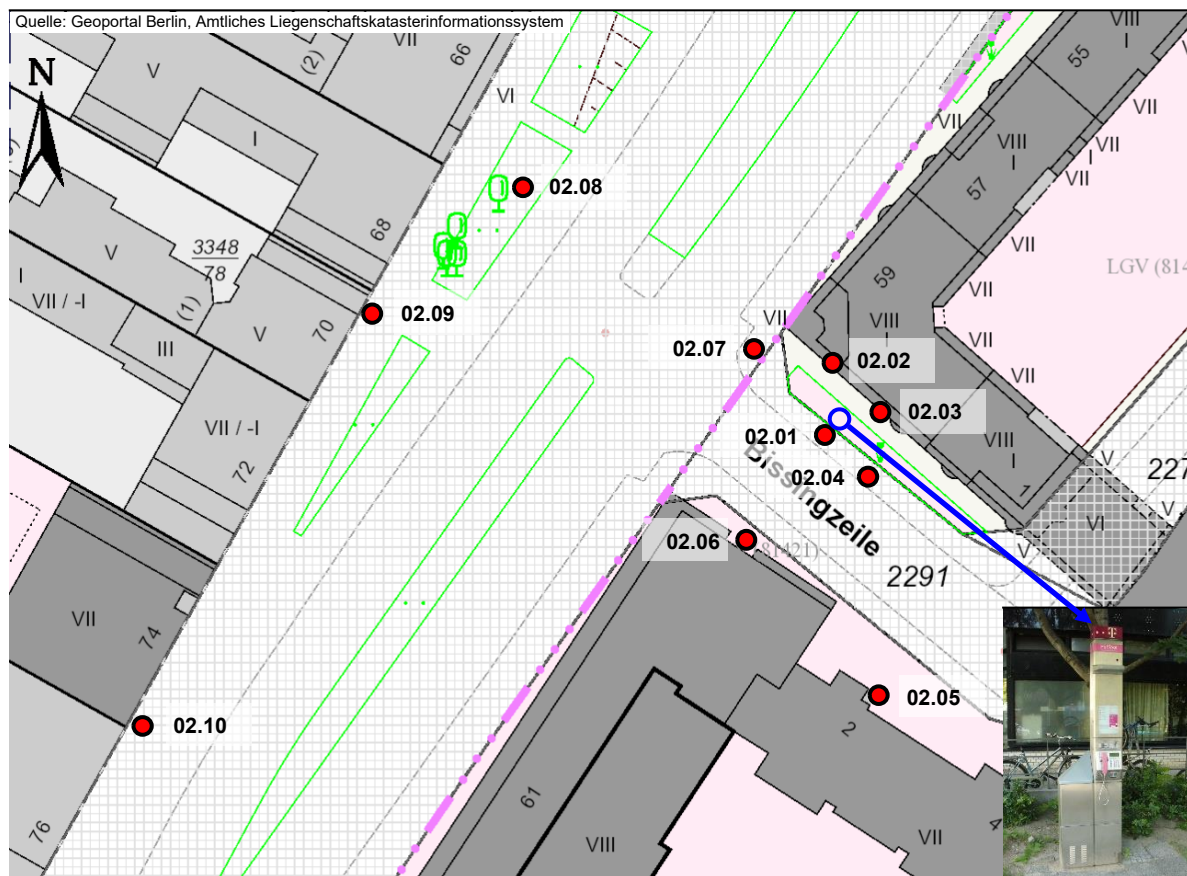 Quelle: Geoportal Berlin, Amtliches Liegenschaftskatasterinformationssystem
N
VII
66
VIII
I
55
V
(2)
VI
VII
I
VII
VIII
I
VII
I
VII
57
02.08
V
68
3348
78
VII
59
LGV (814
I
VII / -I
(1)
V
70
02.09
VII
VII
VIII
I
III
02.07
02.02
VII
VII
02.03
VII / -I
02.01
VIII
I
72
Bissingzeile
02.04
V
227
V
1
VI
02.06
81421)
V
2291
VII
74
02.05
02.10
2
61
76
VIII
VII
4
T